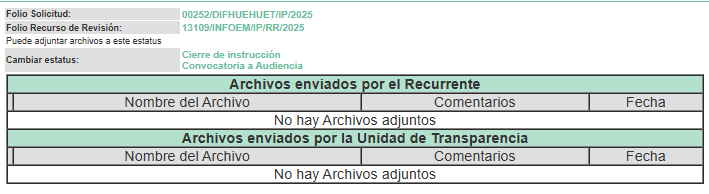 Folio Solicitud: 00252/DIFHUEHUET/IP/2025
Folio Recurso de Revisión: 13109/INFOEM/IP/RR/2025
Puede adjuntar archivos a este estatus
Cambiar estatus: Cierre de instrucción
Convocatoria a Audiencia
Archivos enviados por el Recurrente
Nombre del Archivo Comentarios Fecha
No hay Archivos adjuntos
Archivos enviados por la Unidad de Transparencia
Nombre del Archivo Comentarios Fecha
No hay Archivos adjuntos